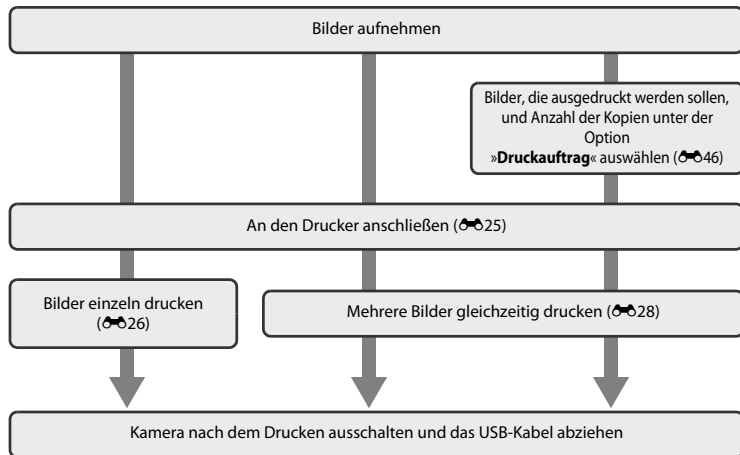 Bilder aufnehmen
Bilder, die ausgedruckt werden sollen,
und Anzahl der Kopien unter der
Option
»Druckauftrag« auswählen (46)
An den Drucker anschließen (25)
Bilder einzeln drucken
(26)
Mehrere Bilder gleichzeitig drucken (28)
Kamera nach dem Drucken ausschalten und das USB-Kabel abziehen